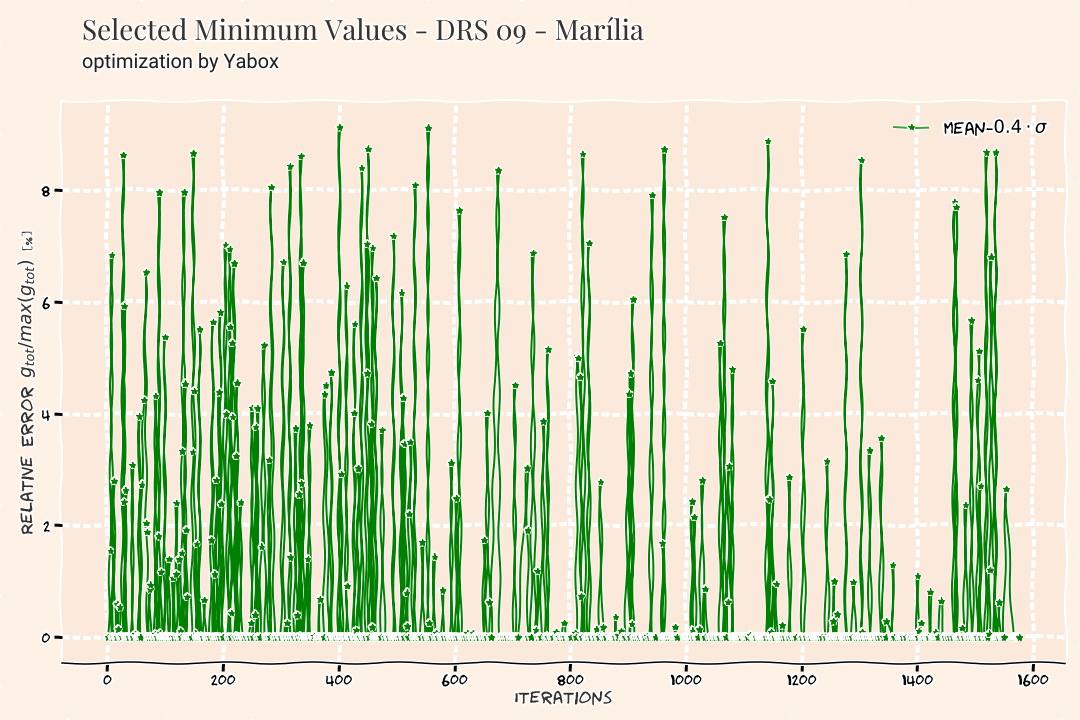 Selected Minimum Values - DRS 09 - Marília
optimization by Yabox
MEAN-0.4 · σ
RELATIVE ERROR g_tot/max(g_tot) [%]
8
6
4
2
0
0 200 400 600 800 1000 1200 1400 1600
ITERATIONS